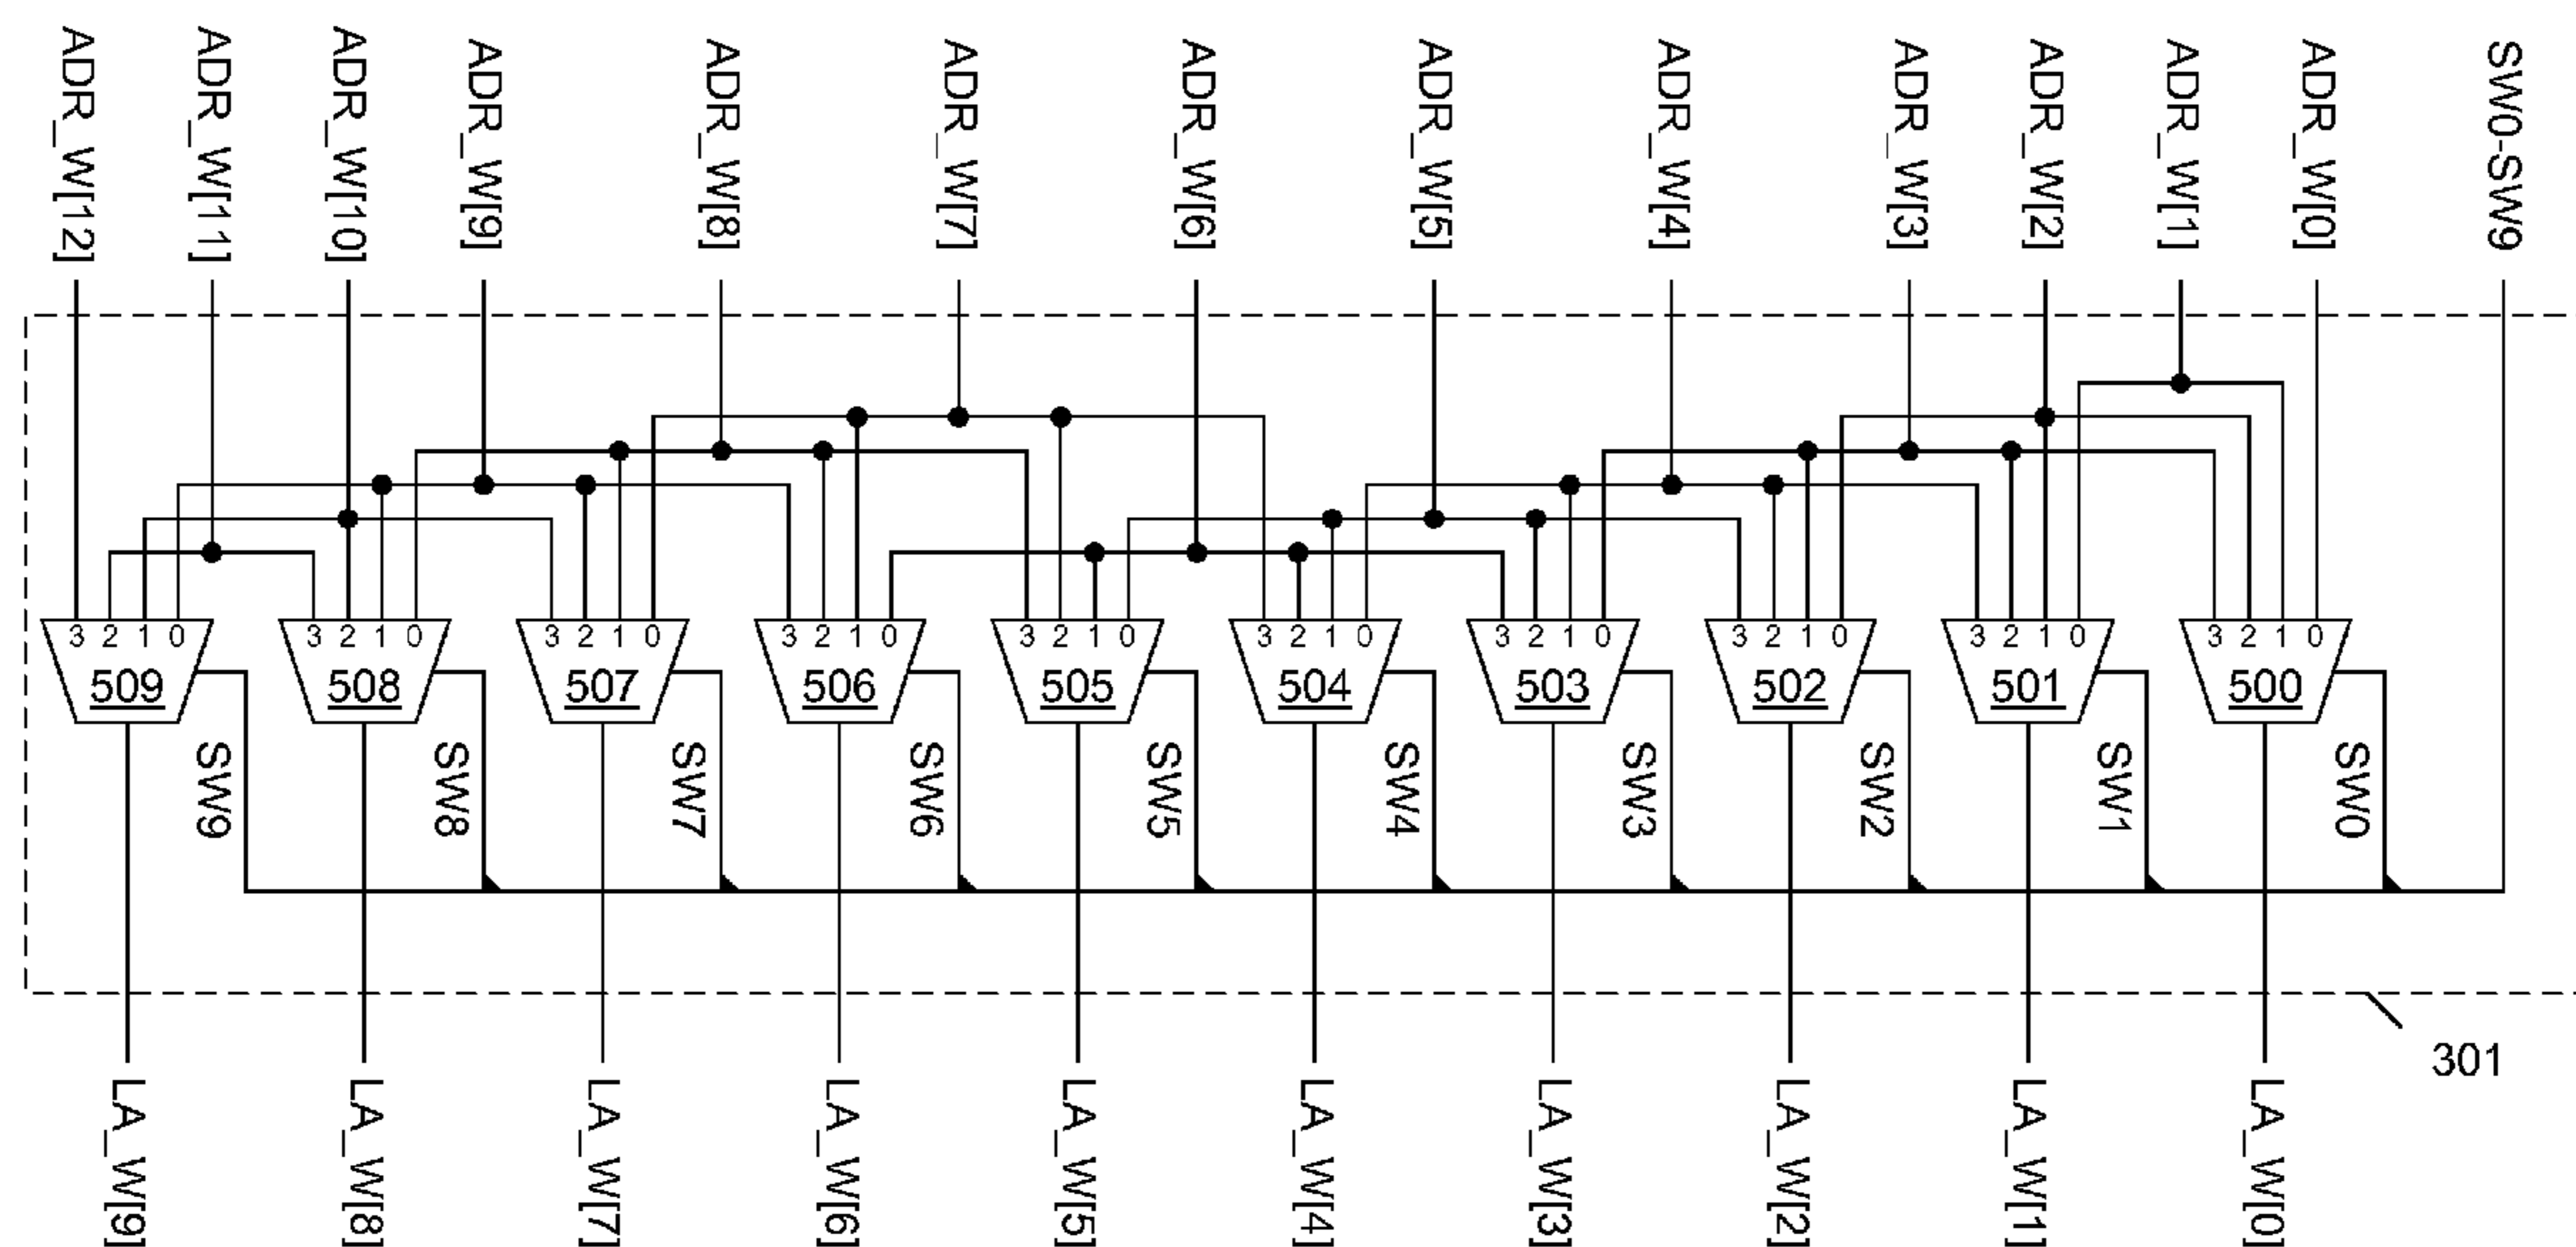 ADR_W[12]
ADR_W[11]
ADR_W[10]
ADR_W[9]
ADR_W[8]
ADR_W[7]
ADR_W[6]
ADR_W[5]
ADR_W[4]
ADR_W[3]
ADR_W[2]
ADR_W[1]
ADR_W[0]
SW0-SW9
3 2 1 0
3 2 1 0
3 2 1 0
3 2 1 0
3 2 1 0
3 2 1 0
3 2 1 0
3 2 1 0
3 2 1 0
3 2 1 0
509
508
507
506
505
504
503
502
501
500
SW9
SW8
SW7
SW6
SW5
SW4
SW3
SW2
SW1
SW0
301
LA_W[9]
LA_W[8]
LA_W[7]
LA_W[6]
LA_W[5]
LA_W[4]
LA_W[3]
LA_W[2]
LA_W[1]
LA_W[0]